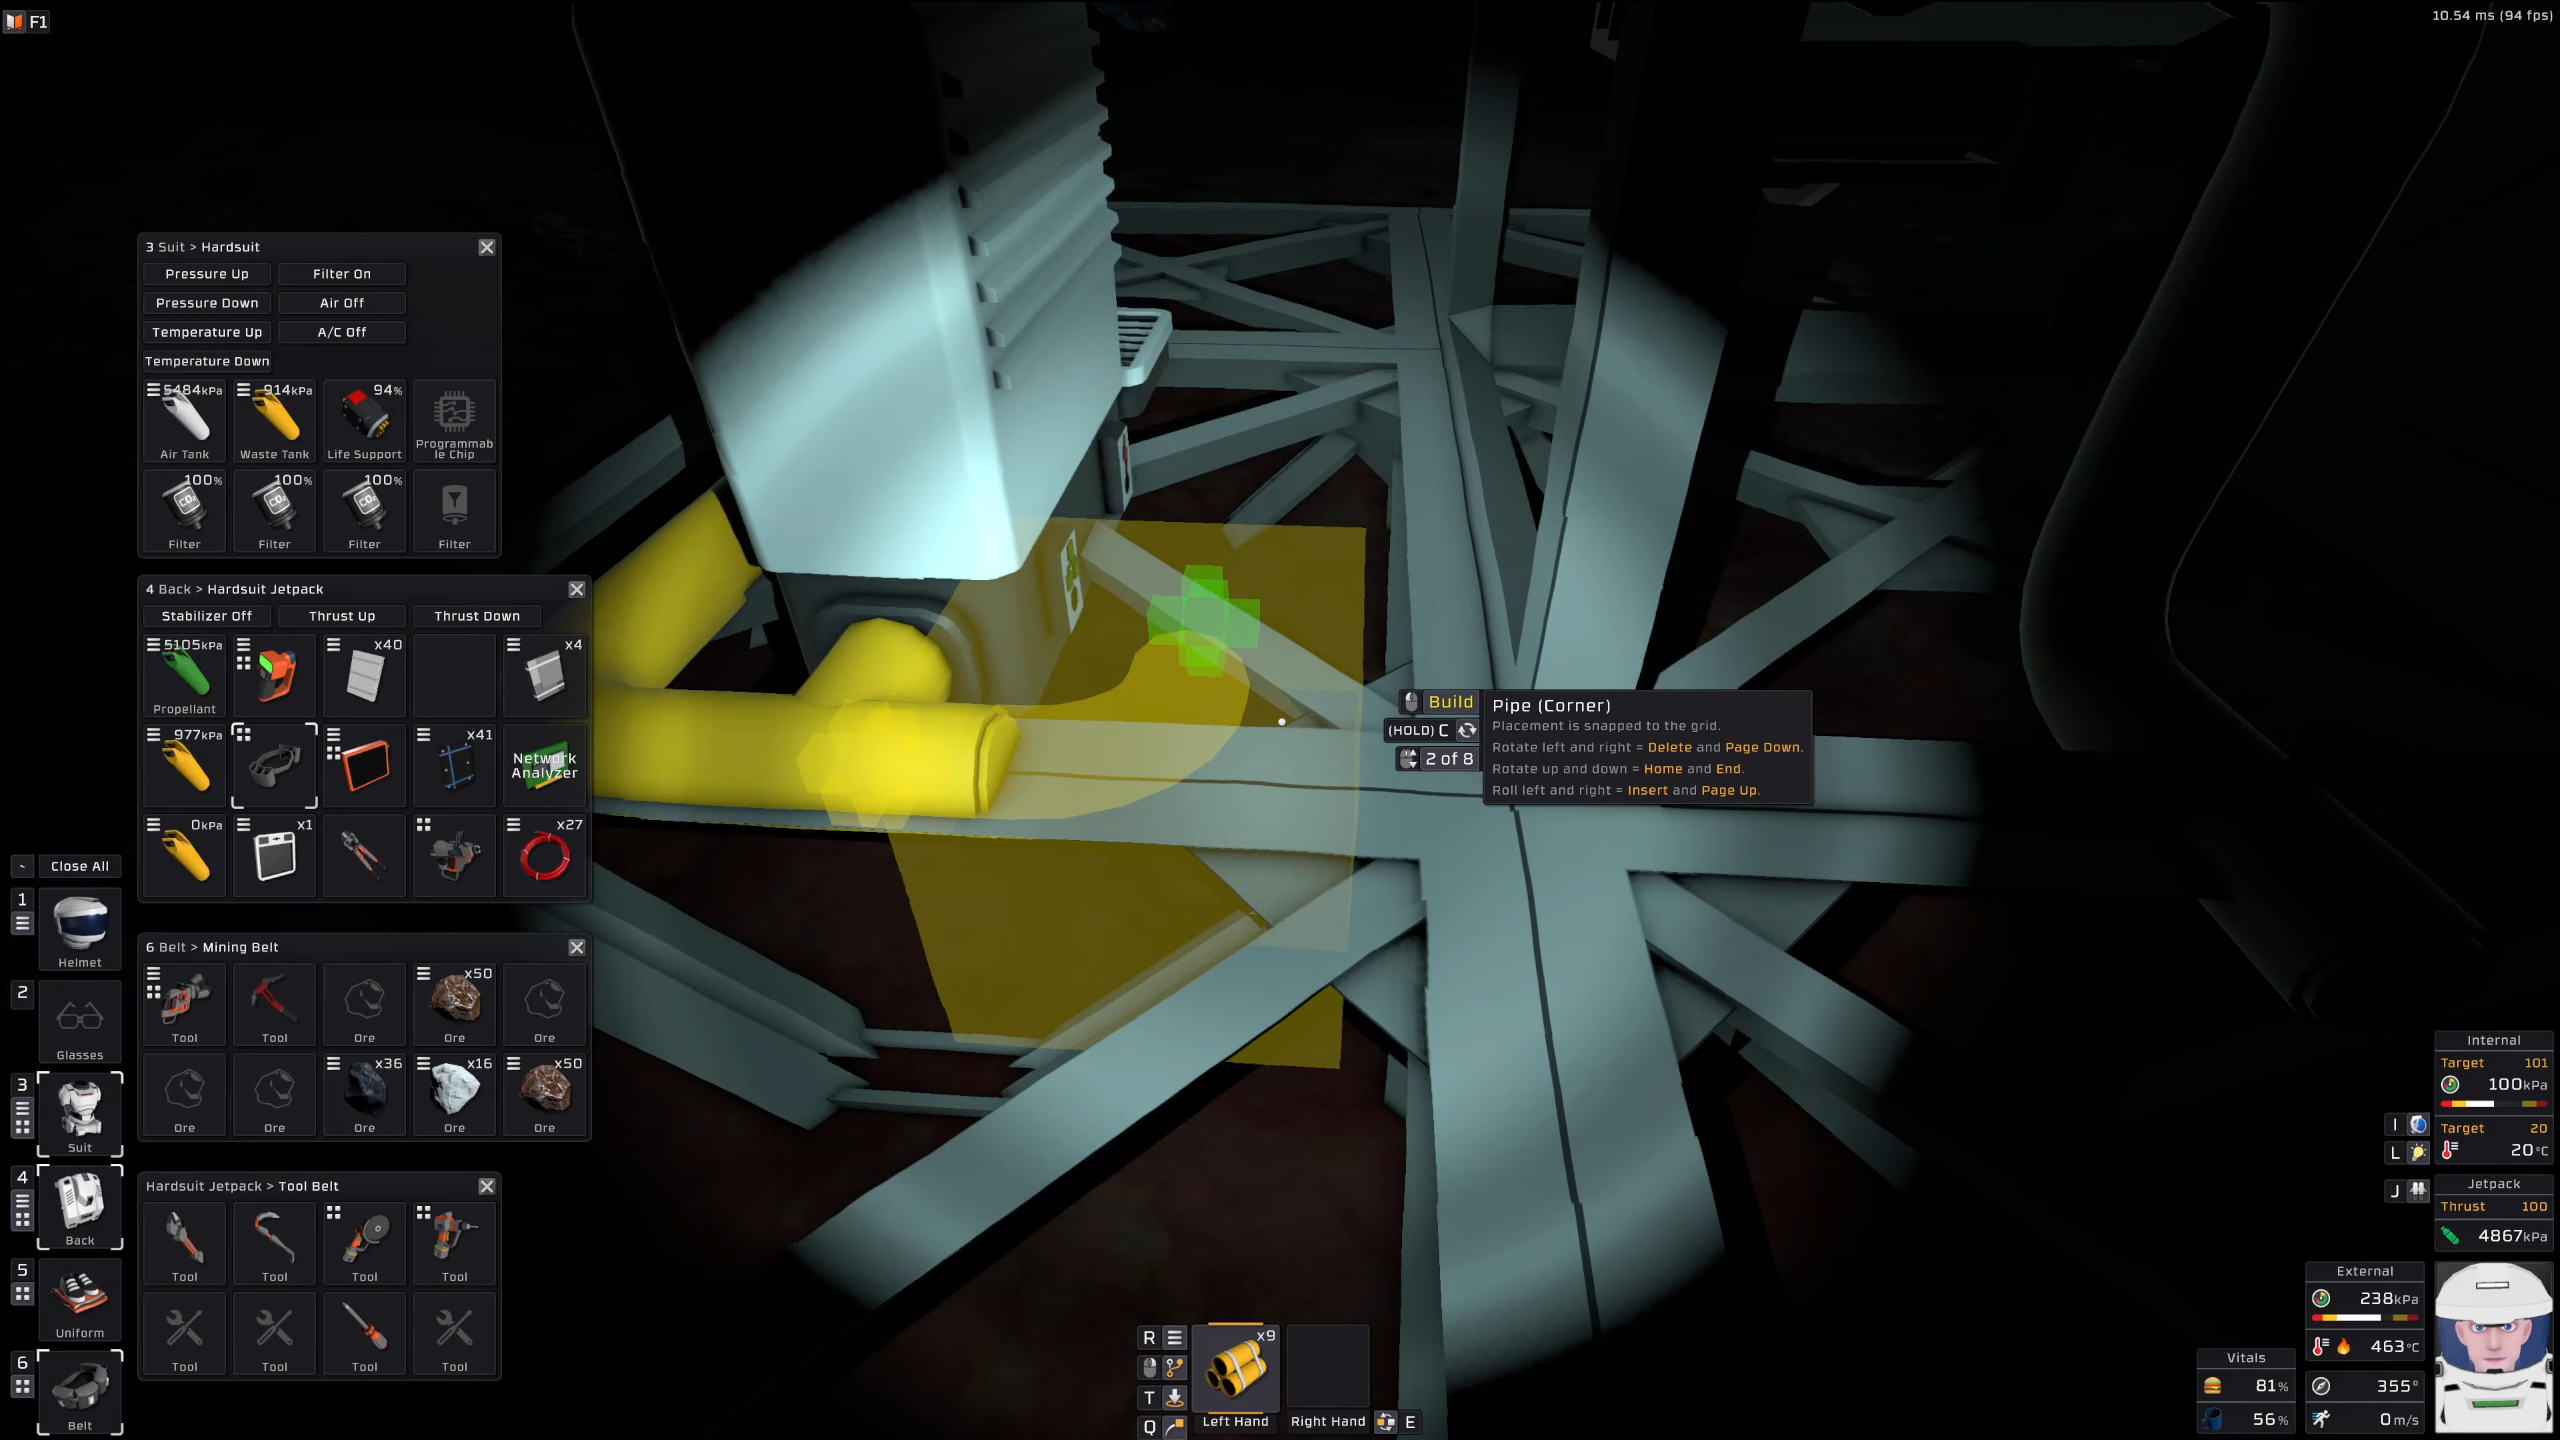 F1
10.54 ms (94 fps)
3 Suit > Hardsuit
Pressure Up
Filter On
Pressure Down
Air Off
Temperature Up
A/C Off
Temperature Down
5484kPa
914kPa
94%
Air Tank
Waste Tank
Life Support
Programmab
le Chip
100%
100%
100%
Filter
Filter
Filter
Filter
4 Back > Hardsuit Jetpack
Stabilizer Off
Thrust Up
Thrust Down
5105kPa
x40
x4
Propellant
977kPa
x41
Network
Analyzer
0kPa
x1
x27
6 Belt > Mining Belt
x50
Tool
Tool
Ore
Ore
Ore
x36
x16
x50
Ore
Ore
Ore
Ore
Ore
Hardsuit Jetpack > Tool Belt
Tool
Tool
Tool
Tool
Tool
Tool
Tool
Tool
~
Close All
1
Helmet
2
Glasses
3
Suit
4
Back
5
Uniform
6
Belt
Build
(HOLD) C
2 of 8
Pipe (Corner)
Placement is snapped to the grid.
Rotate left and right = Delete and Page Down.
Rotate up and down = Home and End.
Roll left and right = Insert and Page Up.
R
x9
T
Q
Left Hand
Right Hand
E
Internal
Target 101
100kPa
Target 20
20°C
I
L
J
Jetpack
Thrust 100
4867kPa
External
238kPa
463°C
355°
0m/s
Vitals
81%
56%